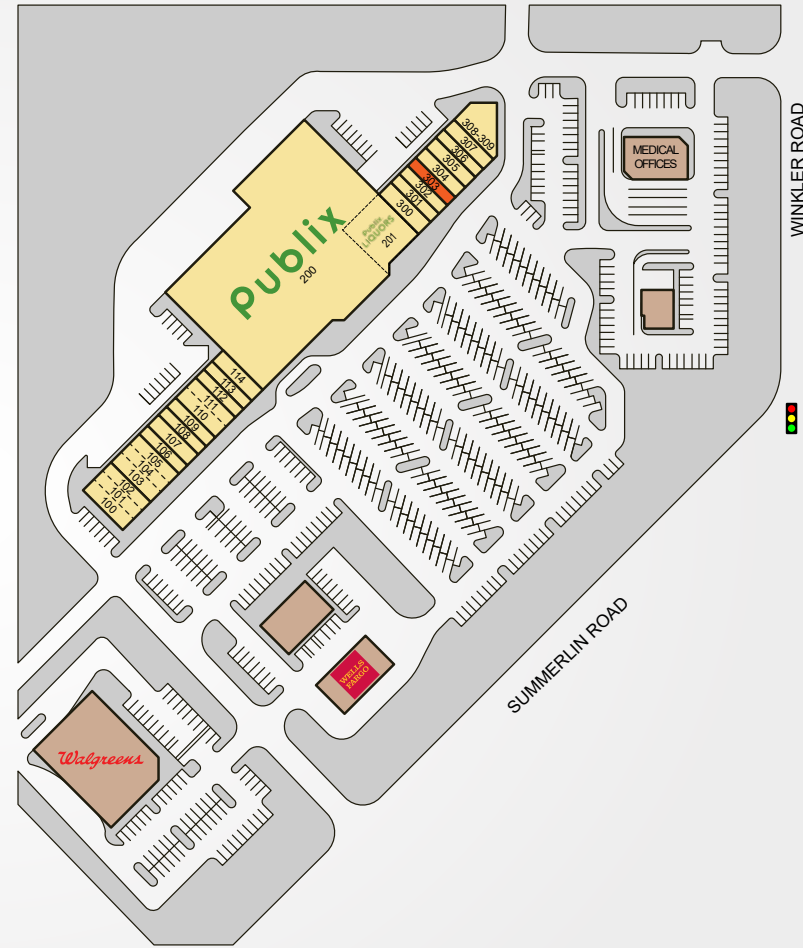 308-309
307
306
305
304
303
302
301
300
MEDICAL
OFFICES
WINKLER ROAD
Publix
LIQUORS
201
Publix
200
114
113
112
111
110
109
108
107
106
105
104
103
102
101
100
WELLS
FARGO
SUMMERLIN ROAD
Walgreens